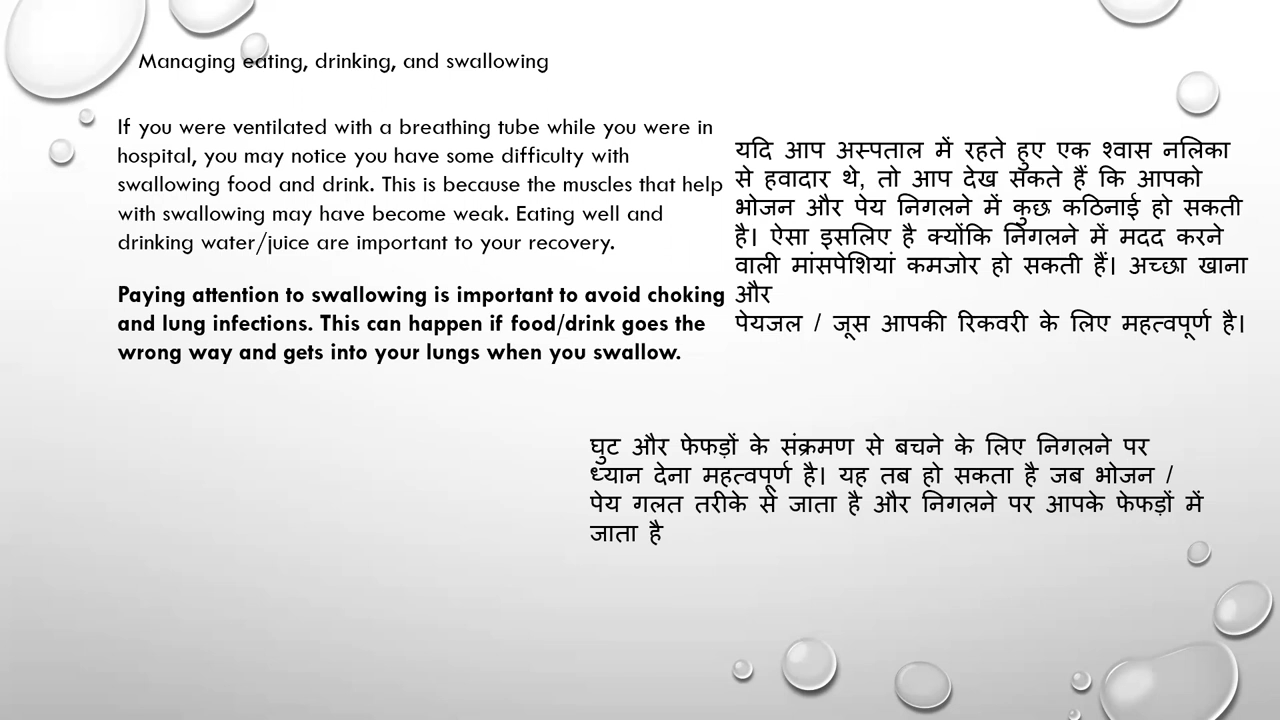 Managing eating, drinking, and swallowing
If you were ventilated with a breathing tube while you were in
hospital, you may notice you have some difficulty with
swallowing food and drink. This is because the muscles that help
with swallowing may have become weak. Eating well and
drinking water/juice are important to your recovery.
Paying attention to swallowing is important to avoid choking
and lung infections. This can happen if food/drink goes the
wrong way and gets into your lungs when you swallow.
यदि आप अस्पताल में रहते हुए एक श्वास नलिका
से हवादार थे, तो आप देख सकते हैं कि आपको
भोजन और पेय निगलने में कुछ कठिनाई हो सकती
है। ऐसा इसलिए है क्योंकि निगलने में मदद करने
वाली मांसपेशियां कमजोर हो सकती हैं। अच्छा खाना
और
पेयजल / जूस आपकी रिकवरी के लिए महत्वपूर्ण है।
घुट और फेफड़ों के संक्रमण से बचने के लिए निगलने पर
ध्यान देना महत्वपूर्ण है। यह तब हो सकता है जब भोजन /
पेय गलत तरीके से जाता है और निगलने पर आपके फेफड़ों में
जाता है